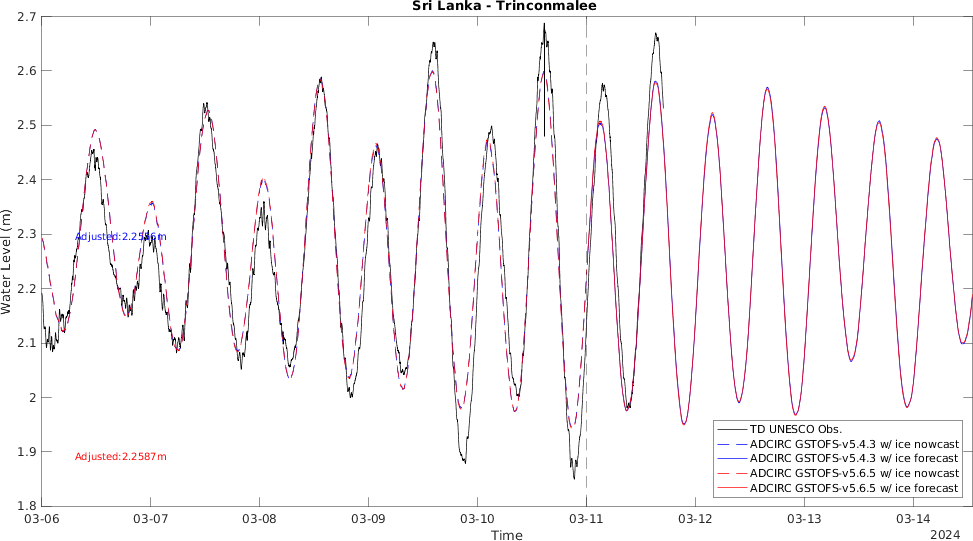 Sri Lanka - Trinconmalee
2.7
2.6
2.5
2.4
2.3
2.2
2.1
2
1.9
1.8
Water Level (m)
Adjusted:2.2586m
Adjusted:2.2587m
TD UNESCO Obs.
ADCIRC GSTOFS-v5.4.3 w/ ice nowcast
ADCIRC GSTOFS-v5.4.3 w/ ice forecast
ADCIRC GSTOFS-v5.6.5 w/ ice nowcast
ADCIRC GSTOFS-v5.6.5 w/ ice forecast
03-06 03-07 03-08 03-09 03-10 03-11 03-12 03-13 03-14
Time
2024